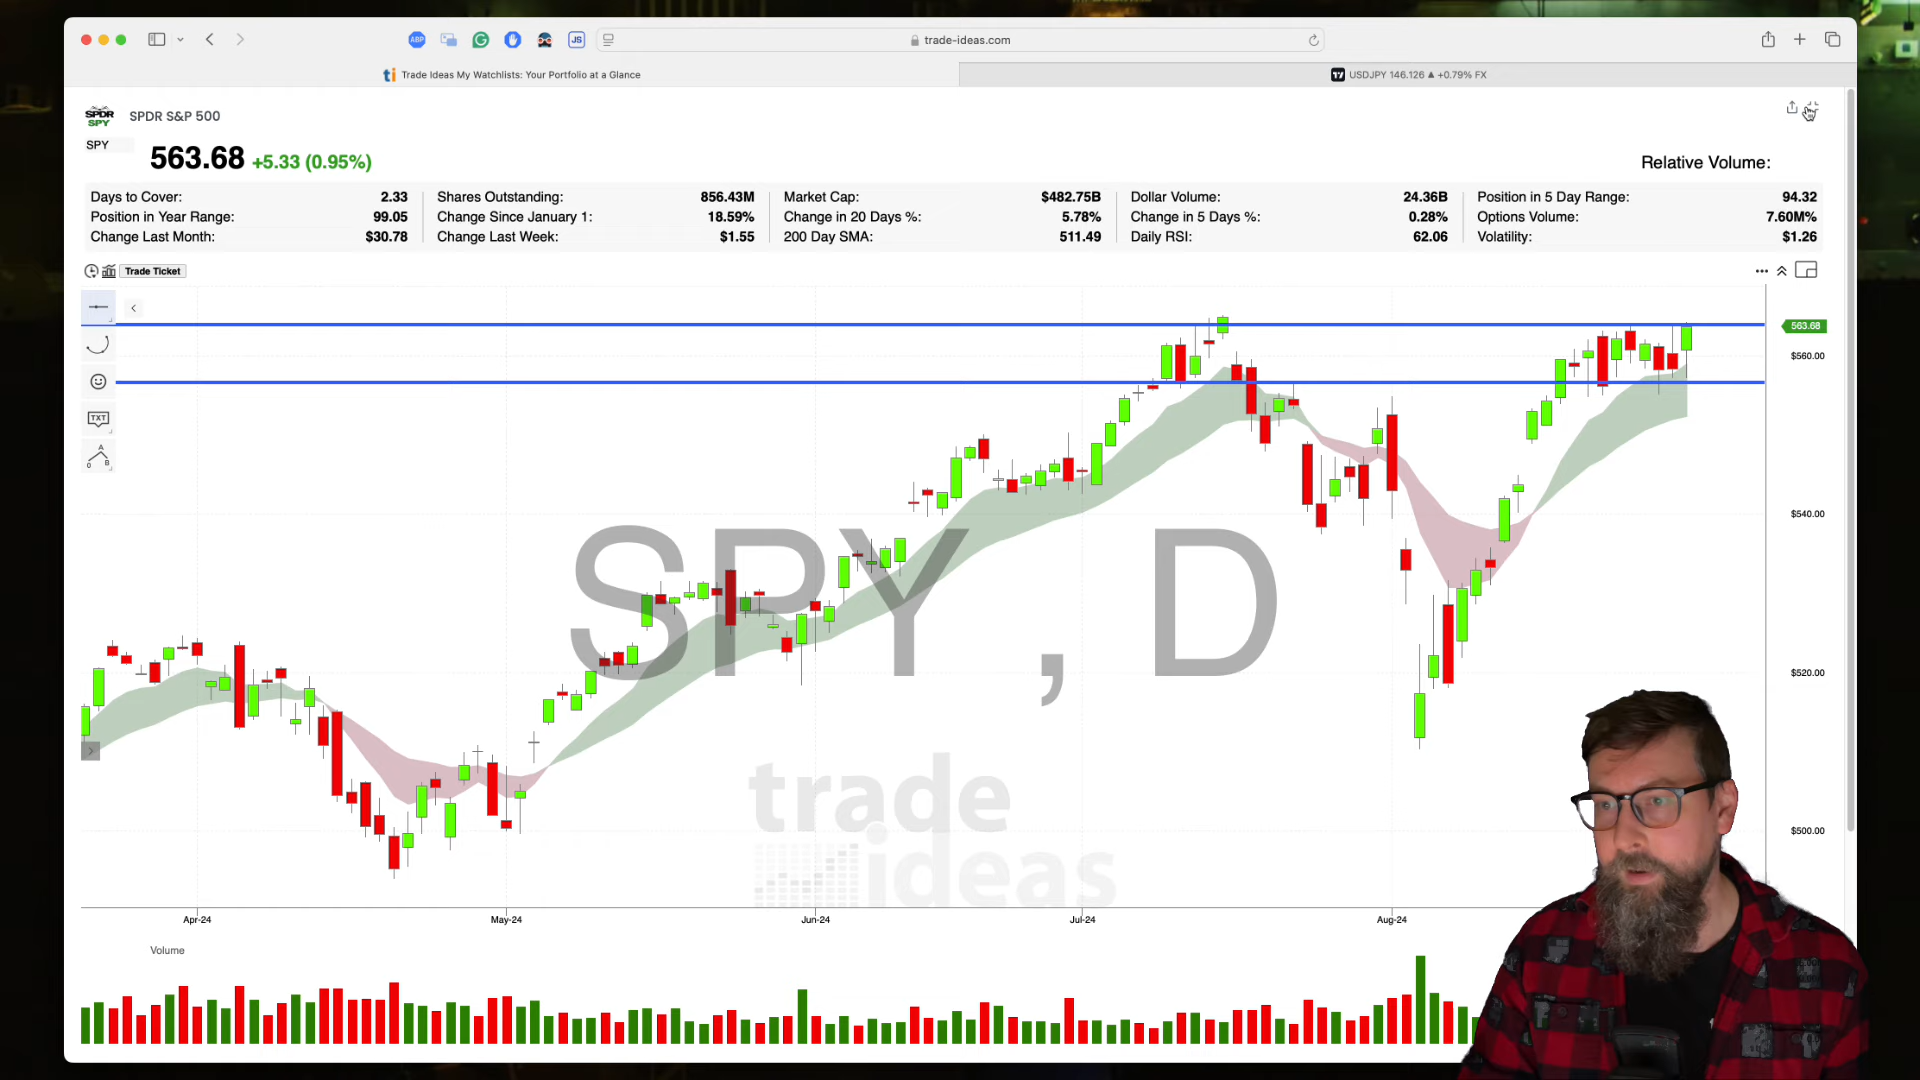 ABP
JS
trade-ideas.com
ti Trade Ideas My Watchlists: Your Portfolio at a Glance
USDJPY 146.126 ▲ +0.79% FX
SPDR
SPY
SPDR S&P 500
SPY
563.68 +5.33 (0.95%)
Relative Volume:
Days to Cover: 2.33 Shares Outstanding: 856.43M Market Cap: $482.75B Dollar Volume: 24.36B Position in 5 Day Range: 94.32
Position in Year Range: 99.05 Change Since January 1: 18.59% Change in 20 Days %: 5.78% Change in 5 Days %: 0.28% Options Volume: 7.60M%
Change Last Month: $30.78 Change Last Week: $1.55 200 Day SMA: 511.49 Daily RSI: 62.06 Volatility: $1.26
Trade Ticket
563.68
$560.00
TXT
A
0 B
$540.00
SPY , D
$520.00
trade
ideas
$500.00
Apr-24 May-24 Jun-24 Jul-24 Aug-24
Volume